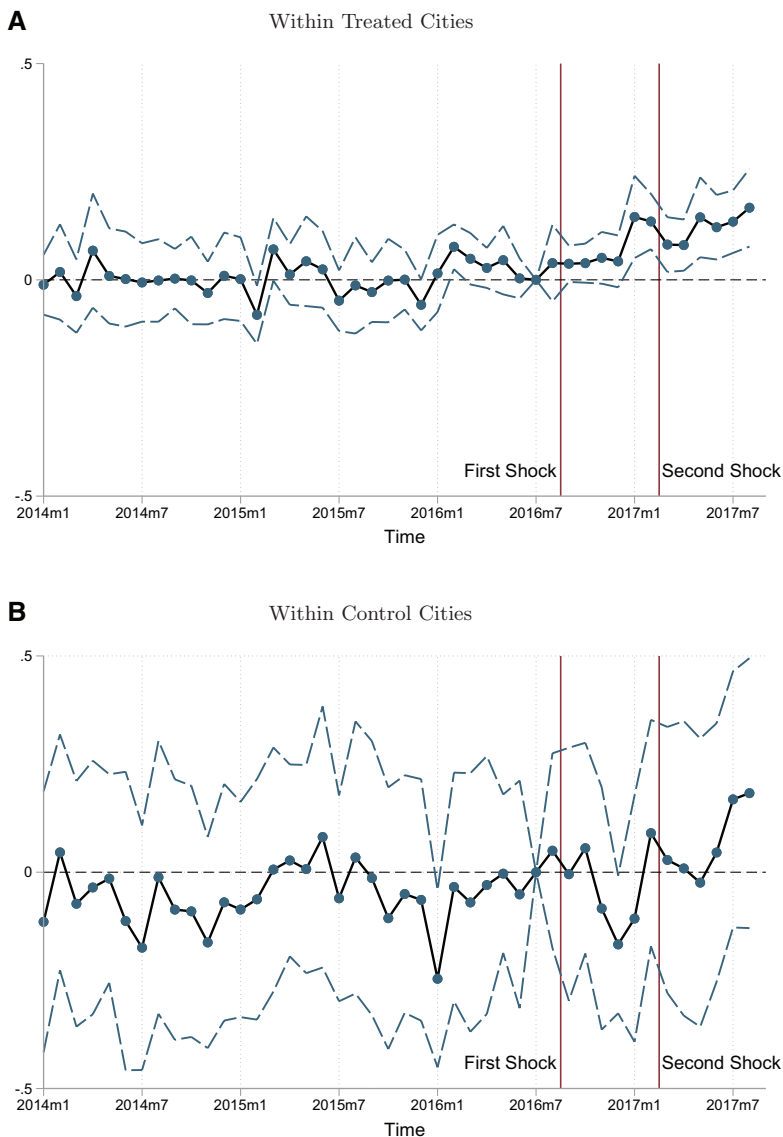 A
Within Treated Cities
.5
0
-.5
First Shock
Second Shock
2014m1 2014m7 2015m1 2015m7 2016m1 2016m7 2017m1 2017m7
Time
B
Within Control Cities
.5
0
-.5
First Shock
Second Shock
2014m1 2014m7 2015m1 2015m7 2016m1 2016m7 2017m1 2017m7
Time